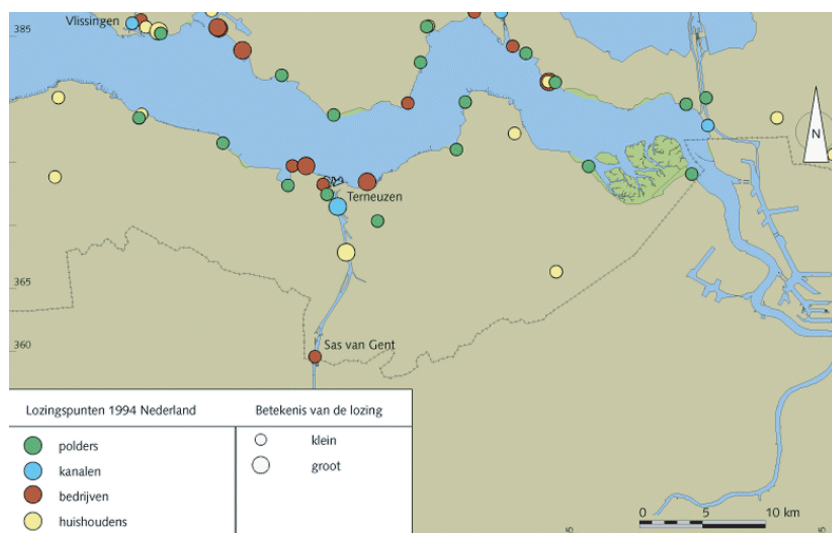 Vlissingen
385
N
Terneuzen
365
360
Sas van Gent
Lozingspunten 1994 Nederland
Betekenis van de lozing
polders
klein
kanalen
groot
bedrijven
huishoudens
0 5 10 km